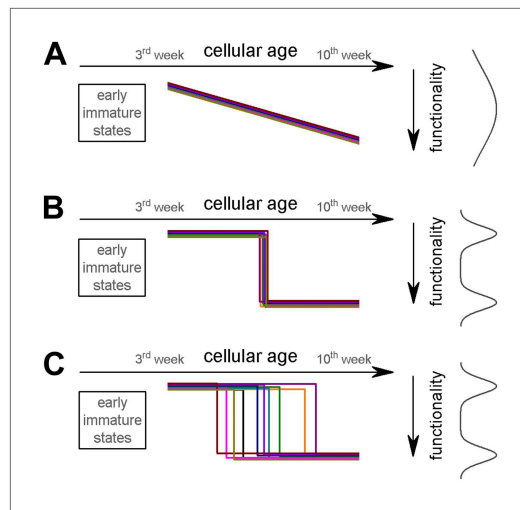 A
3rd week cellular age 10th week
early
immature
states
functionality
B
3rd week cellular age 10th week
early
immature
states
functionality
C
3rd week cellular age 10th week
early
immature
states
functionality